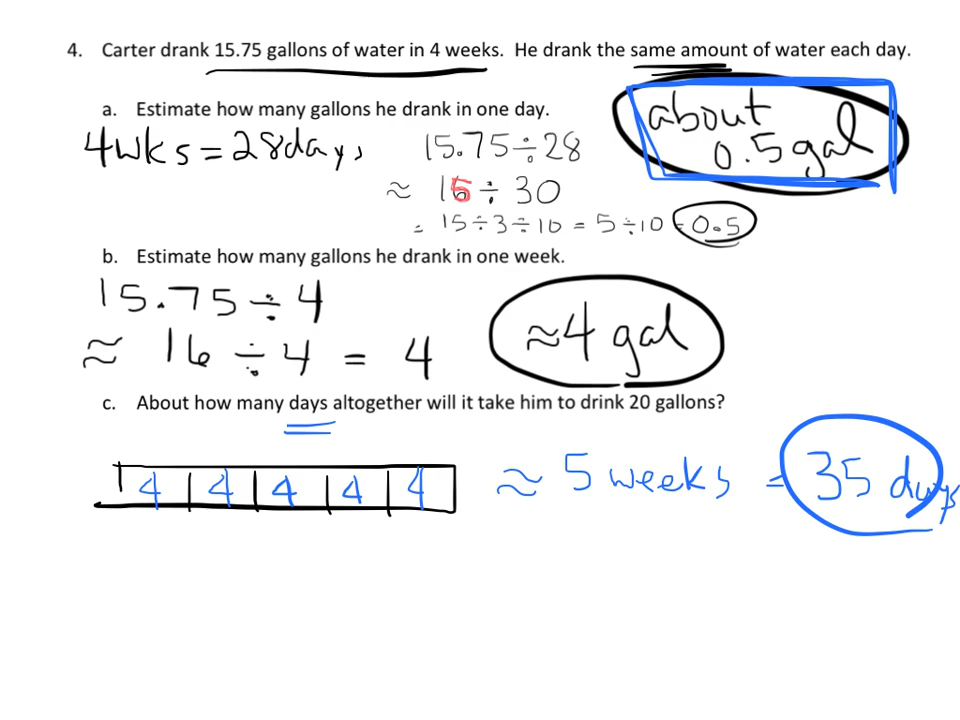 4. Carter drank 15.75 gallons of water in 4 weeks. He drank the same amount of water each day.
a. Estimate how many gallons he drank in one day.
about
0.5 gal
4wks = 28days
15.75 ÷ 28
≈ 15 ÷ 30
= 15 ÷ 3 ÷ 10 = 5 ÷ 10 = 0.5
b. Estimate how many gallons he drank in one week.
15.75 ÷ 4
≈ 16 ÷ 4 = 4
≈4 gal
c. About how many days altogether will it take him to drink 20 gallons?
4 4 4 4 4
≈ 5 weeks = 35 days